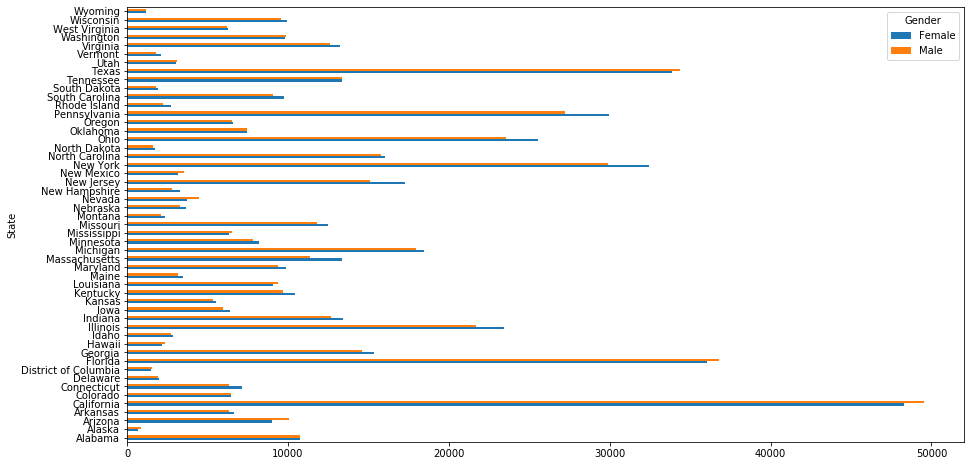 Wyoming
Wisconsin
West Virginia
Washington
Virginia
Vermont
Utah
Texas
Tennessee
South Dakota
South Carolina
Rhode Island
Pennsylvania
Oregon
Oklahoma
Ohio
North Dakota
North Carolina
New York
New Mexico
New Jersey
New Hampshire
Nevada
Nebraska
Montana
Missouri
Mississippi
Minnesota
Michigan
Massachusetts
Maryland
Maine
Louisiana
Kentucky
Kansas
Iowa
Indiana
Illinois
Idaho
Hawaii
Georgia
Florida
District of Columbia
Delaware
Connecticut
Colorado
California
Arkansas
Arizona
Alaska
Alabama
State
0 10000 20000 30000 40000 50000
Gender
Female
Male